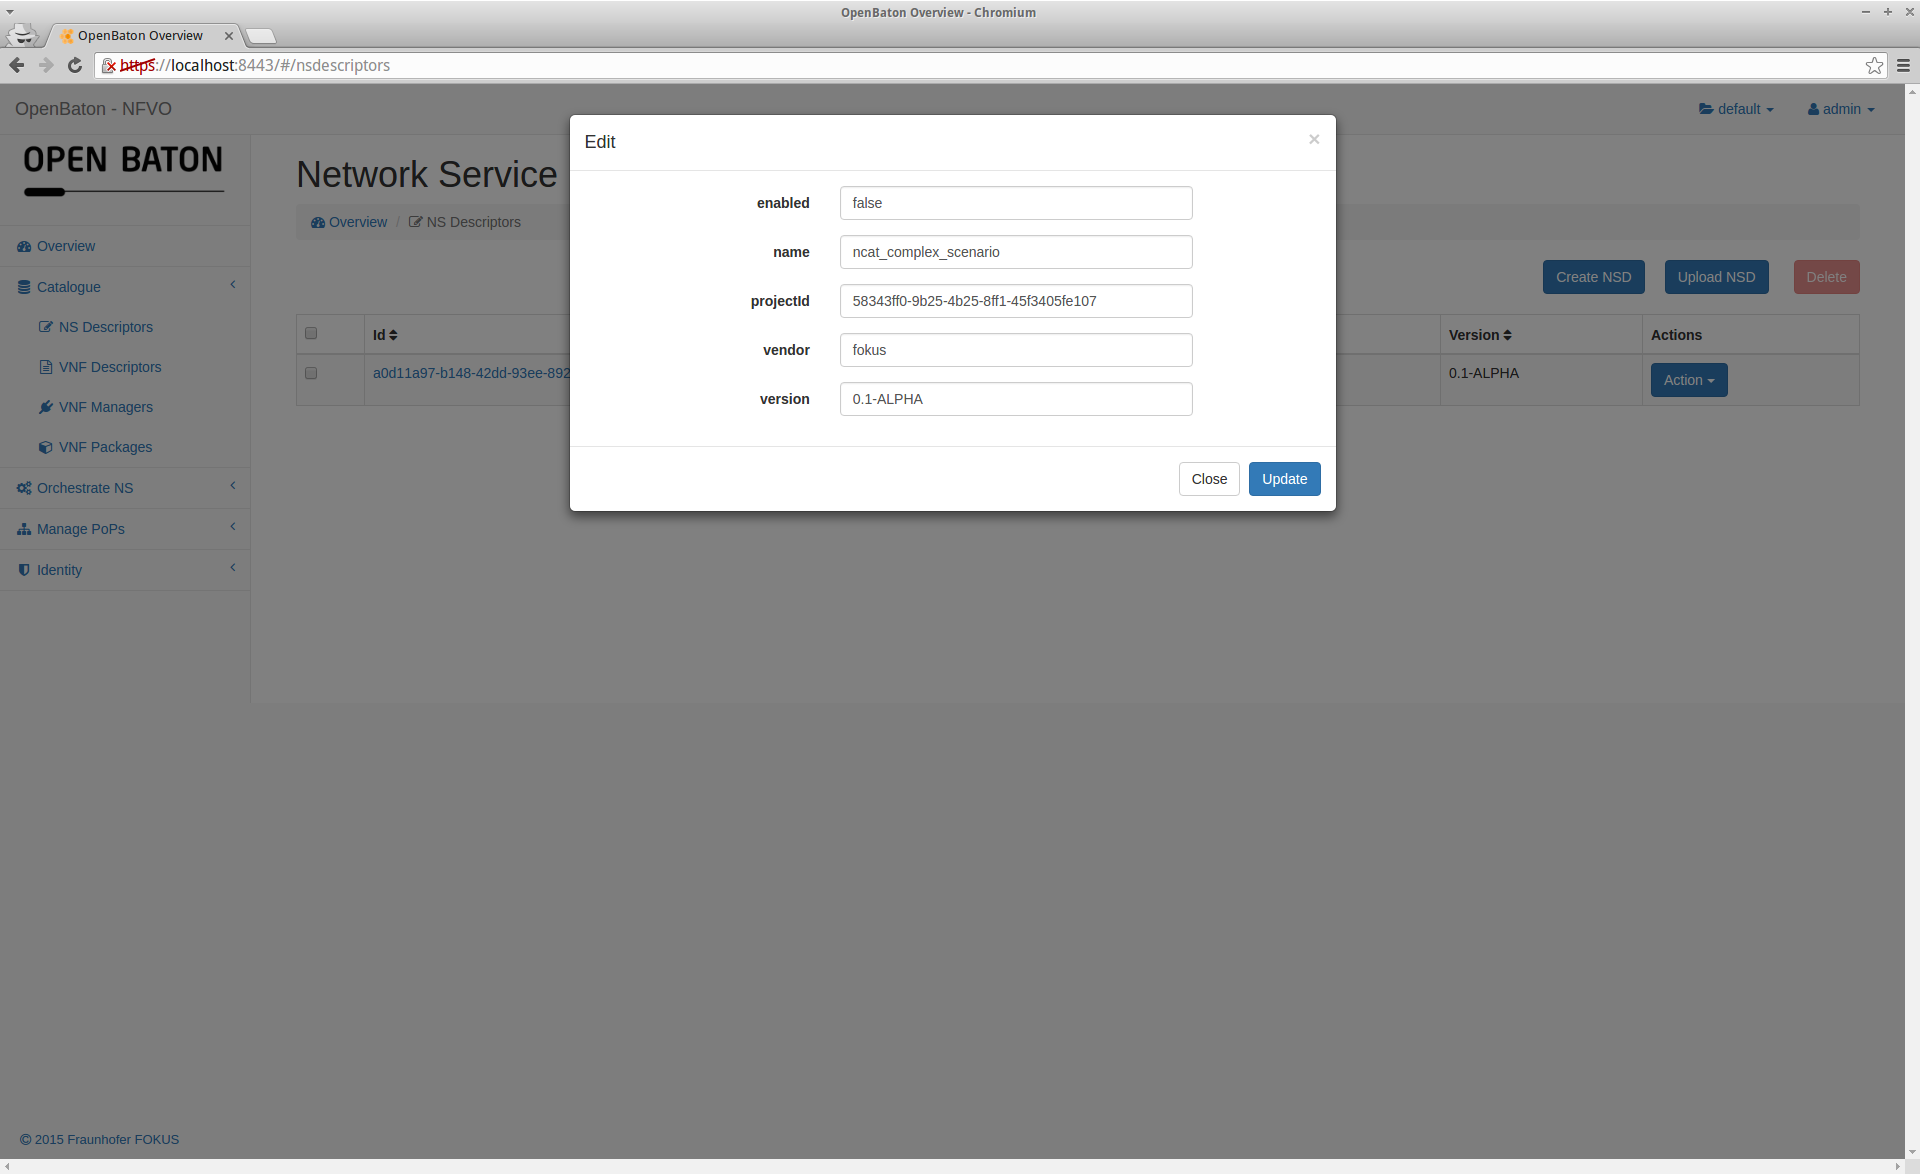 OpenBaton Overview - Chromium
OpenBaton Overview
https://localhost:8443/#/nsdescriptors
OpenBaton - NFVO
default
admin
OPEN BATON
Overview
Catalogue
NS Descriptors
VNF Descriptors
VNF Managers
VNF Packages
Orchestrate NS
Manage PoPs
Identity
Network Service
Overview / NS Descriptors
Create NSD Upload NSD Delete
Id Version Actions
a0d11a97-b148-42dd-93ee-892 0.1-ALPHA Action
Edit ×
enabled false
name ncat_complex_scenario
projectId 58343ff0-9b25-4b25-8ff1-45f3405fe107
vendor fokus
version 0.1-ALPHA
Close Update
© 2015 Fraunhofer FOKUS